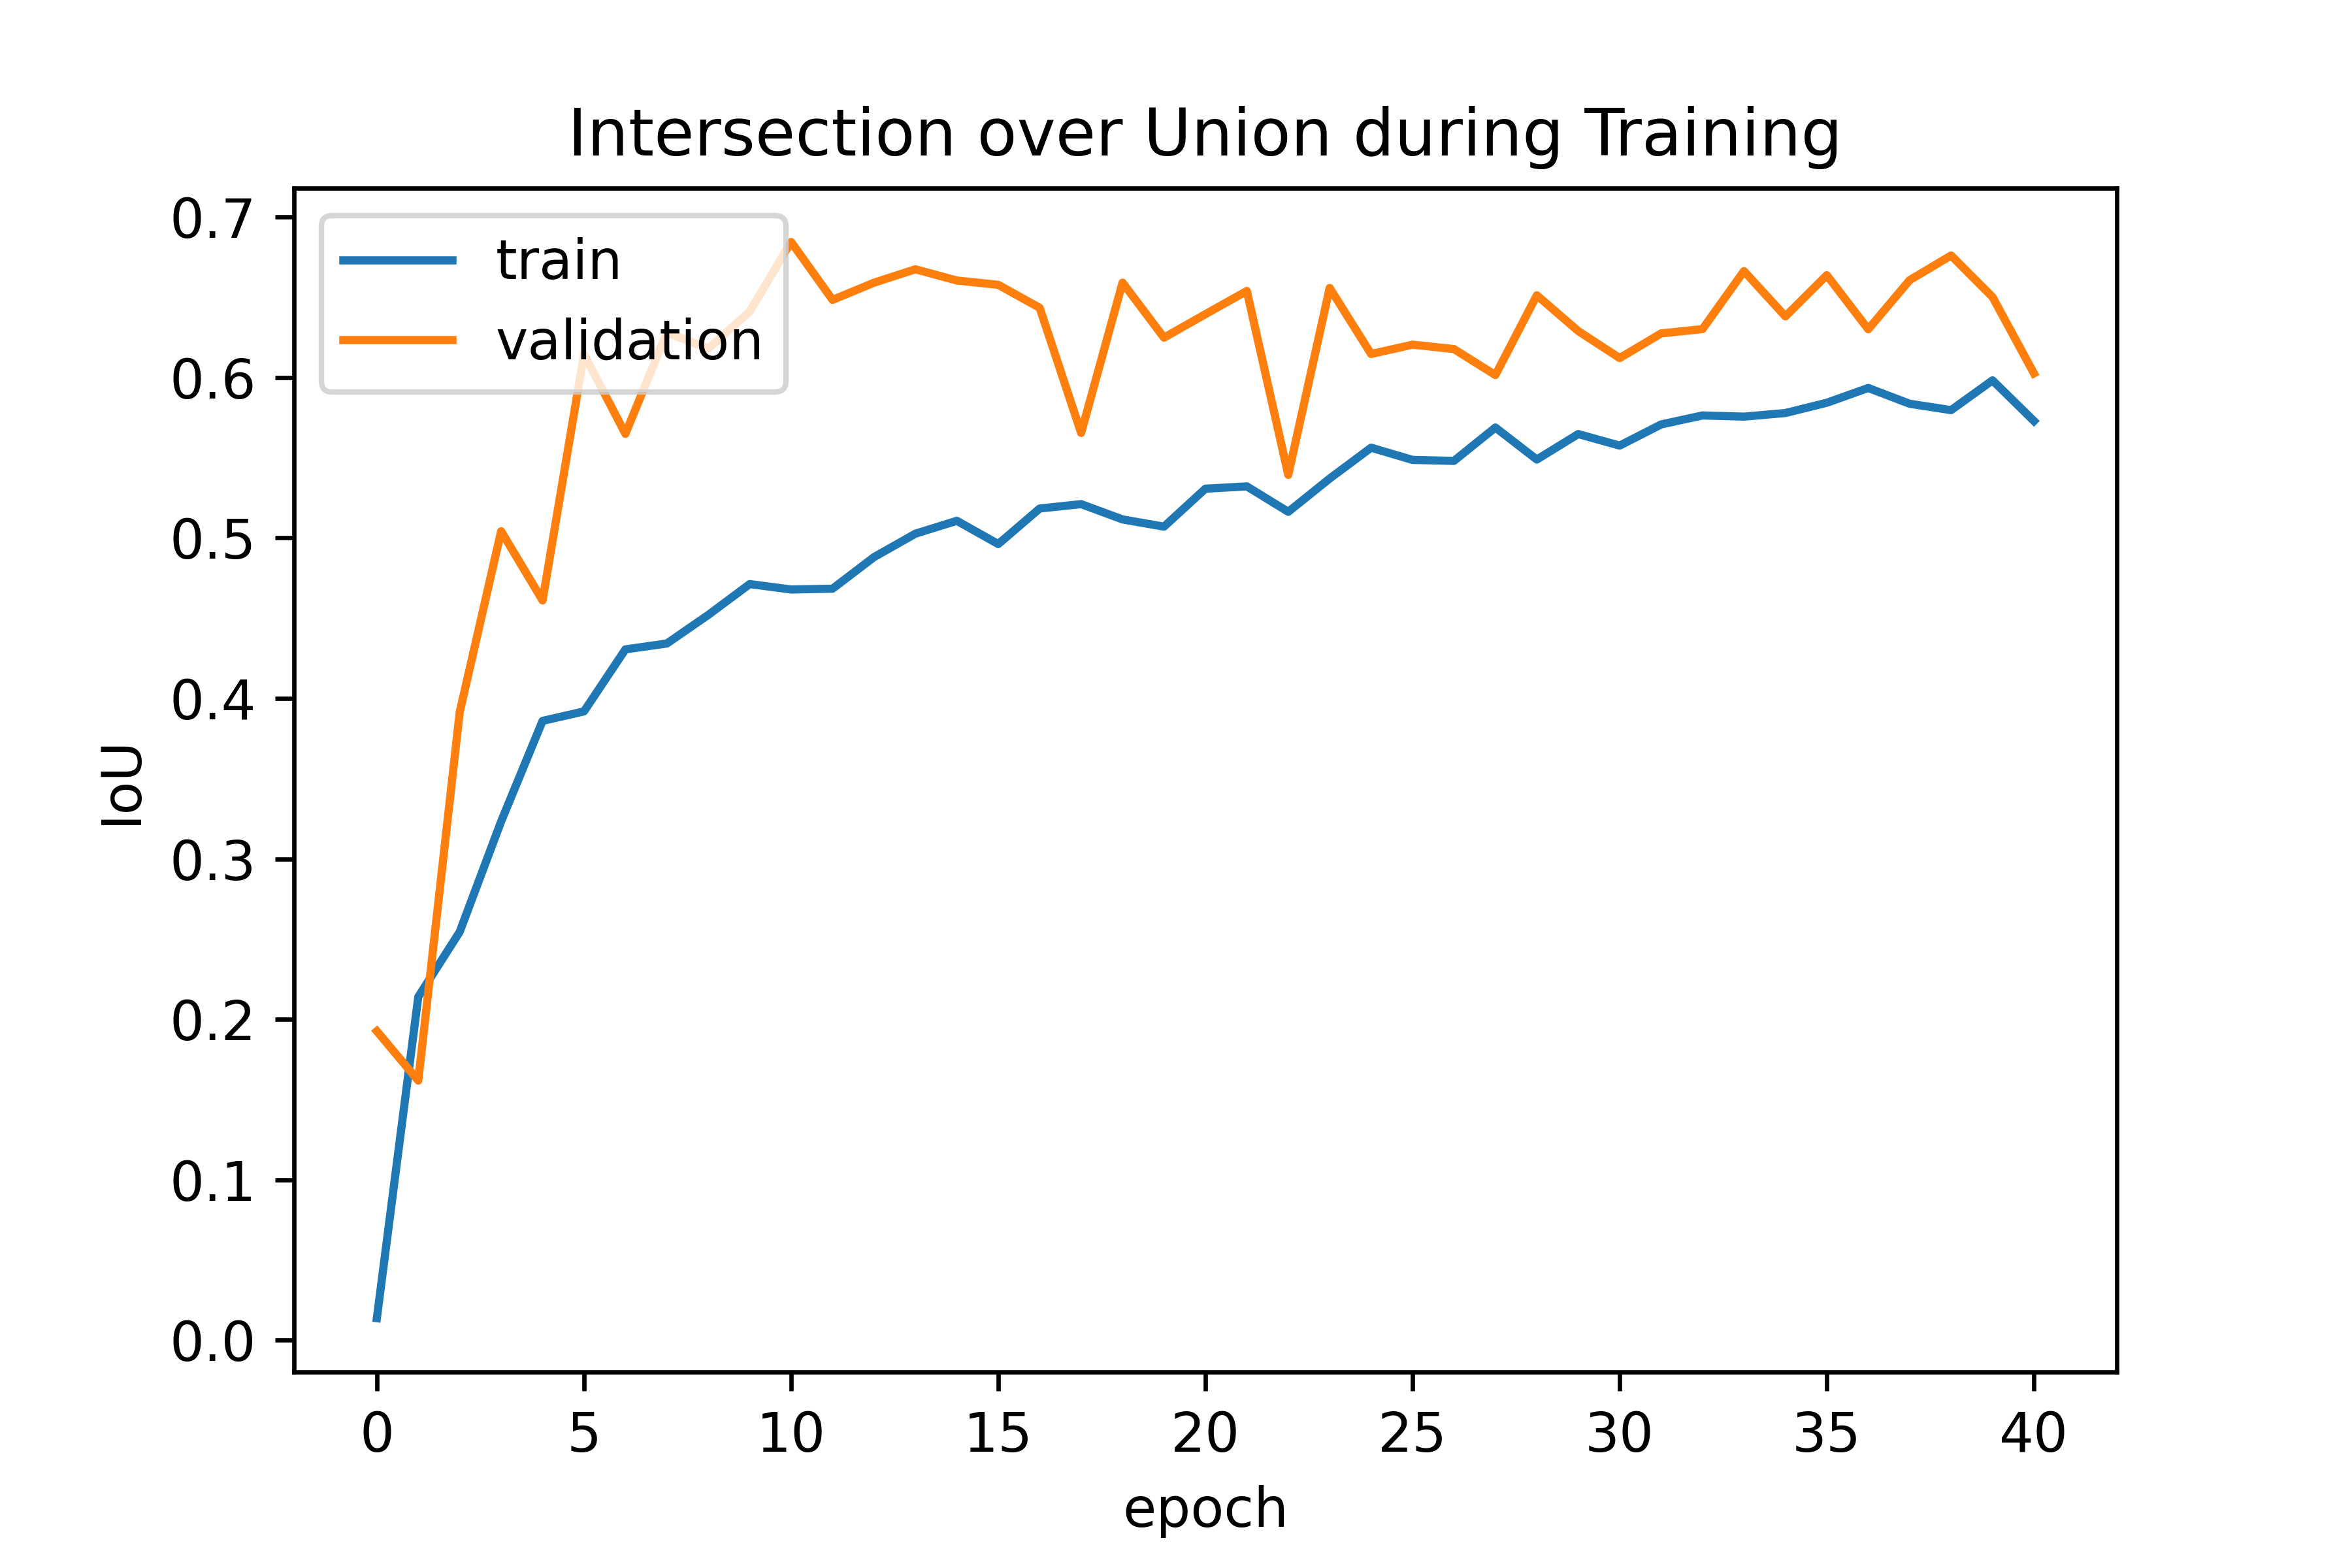 Intersection over Union during Training
train
validation
IoU
0.7
0.6
0.5
0.4
0.3
0.2
0.1
0.0
0 5 10 15 20 25 30 35 40
epoch